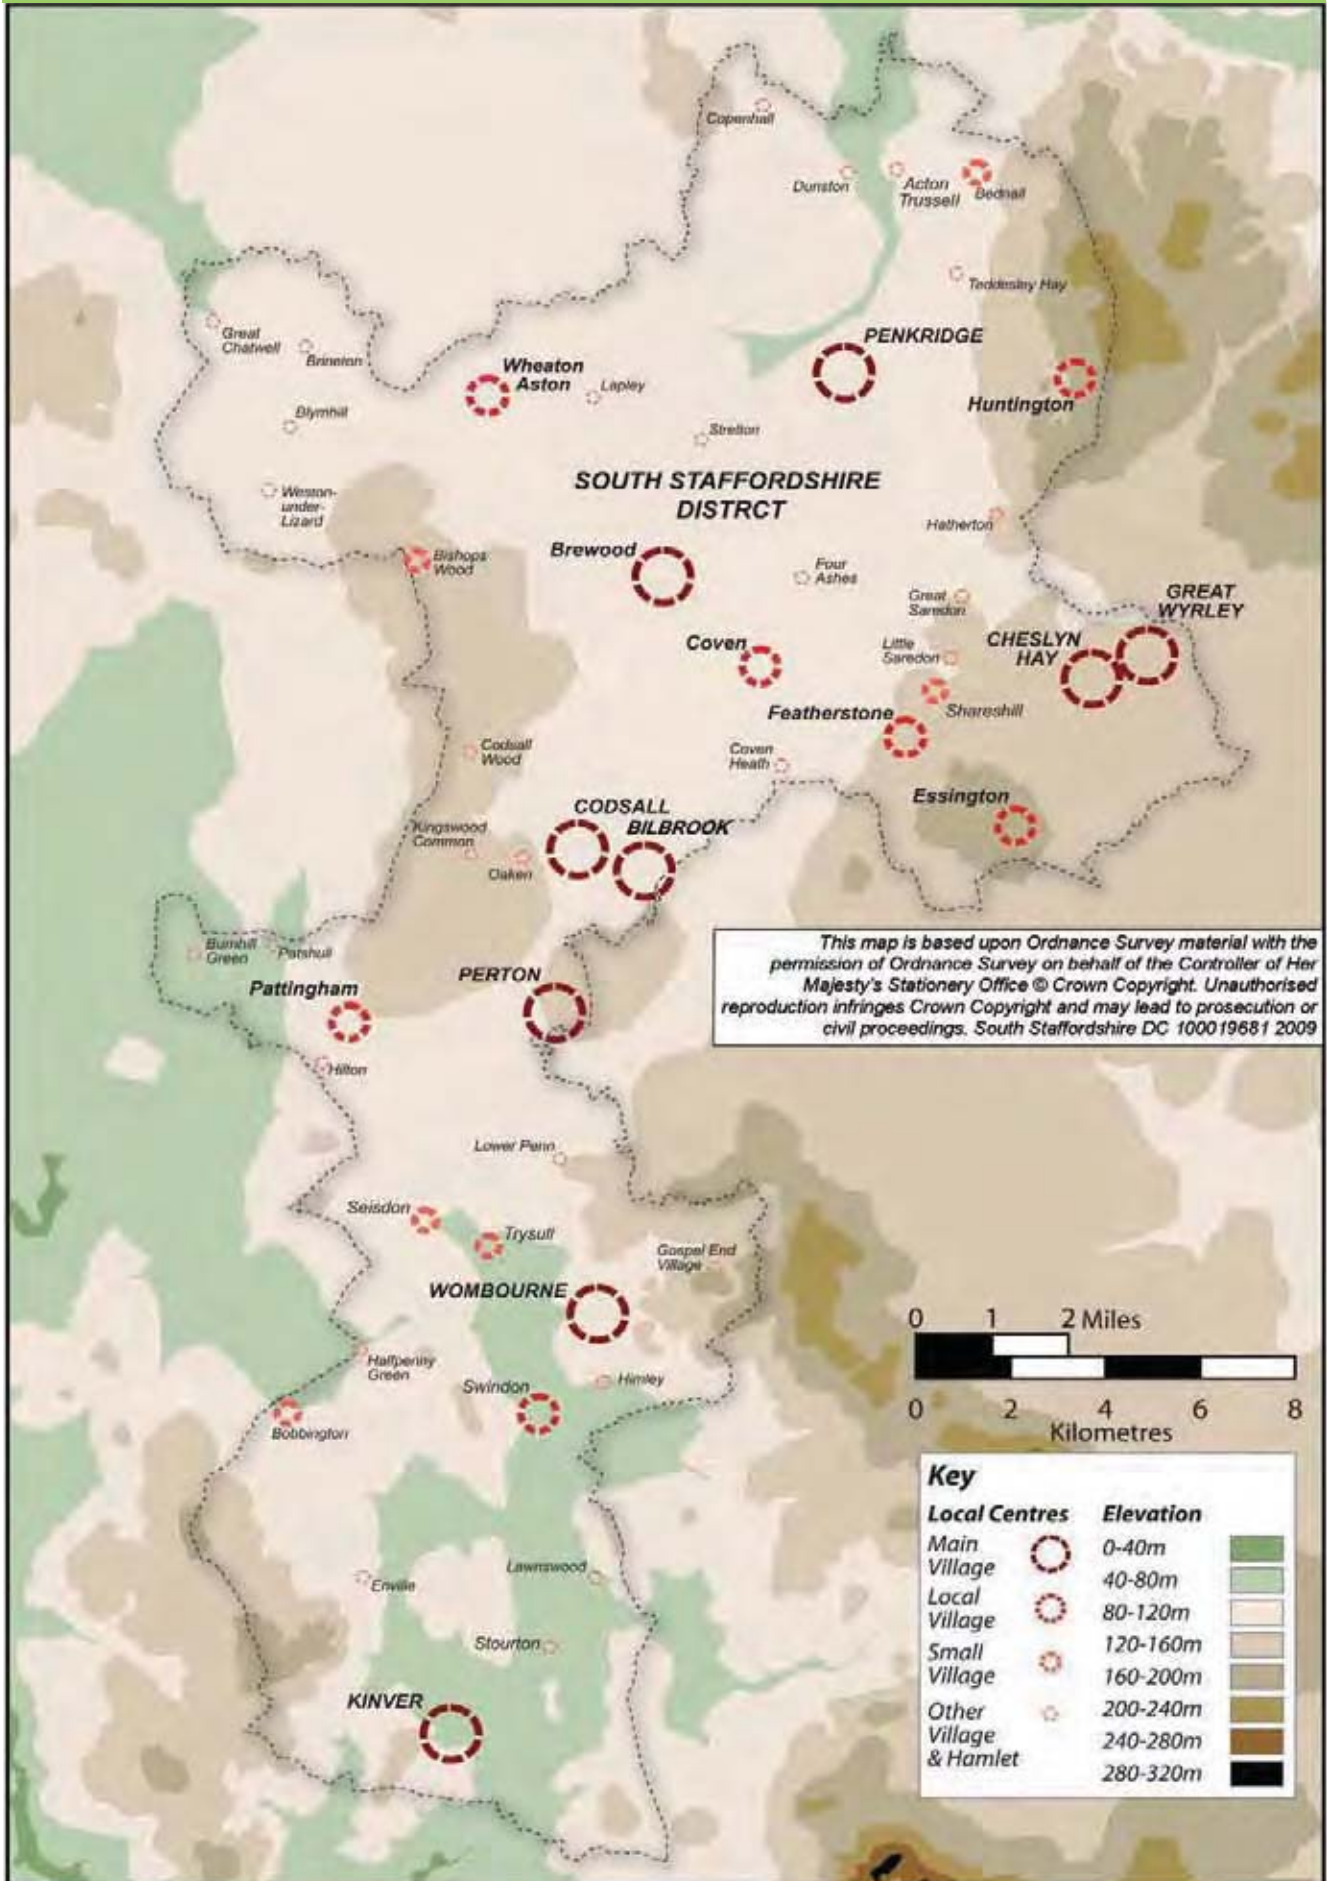 Copenhall
Dunston
Acton
Trussell
Bednall
Teddesley Hay
Great
Chatwell
Brineton
PENKRIDGE
Wheaton
Aston
Lapley
Huntington
Blymhill
Stretton
SOUTH STAFFORDSHIRE
DISTRCT
Weston-
under-
Lizard
Hatherton
Bishops
Wood
Brewood
Four
Ashes
Great
Saredon
GREAT
WYRLEY
Coven
Little
Saredon
CHESLYN
HAY
Featherstone
Shareshill
Codsall
Wood
Coven
Heath
Essington
CODSALL
BILBROOK
Kingswood
Common
Oaken
Burnhill
Green
Patshull
Pattingham
PERTON
This map is based upon Ordnance Survey material with the
permission of Ordnance Survey on behalf of the Controller of Her
Majesty's Stationery Office © Crown Copyright. Unauthorised
reproduction infringes Crown Copyright and may lead to prosecution or
civil proceedings. South Staffordshire DC 100019681 2009
Hilton
Lower Penn
Seisdon
Trysull
Gospel End
Village
WOMBOURNE
Halfpenny
Green
Himley
Swindon
Bobbington
0 1 2 Miles
0 2 4 6 8
Kilometres
Enville
Lawnswood
Stourton
KINVER
Key
Local Centres
Main
Village
Local
Village
Small
Village
Other
Village
& Hamlet
Elevation
0-40m
40-80m
80-120m
120-160m
160-200m
200-240m
240-280m
280-320m